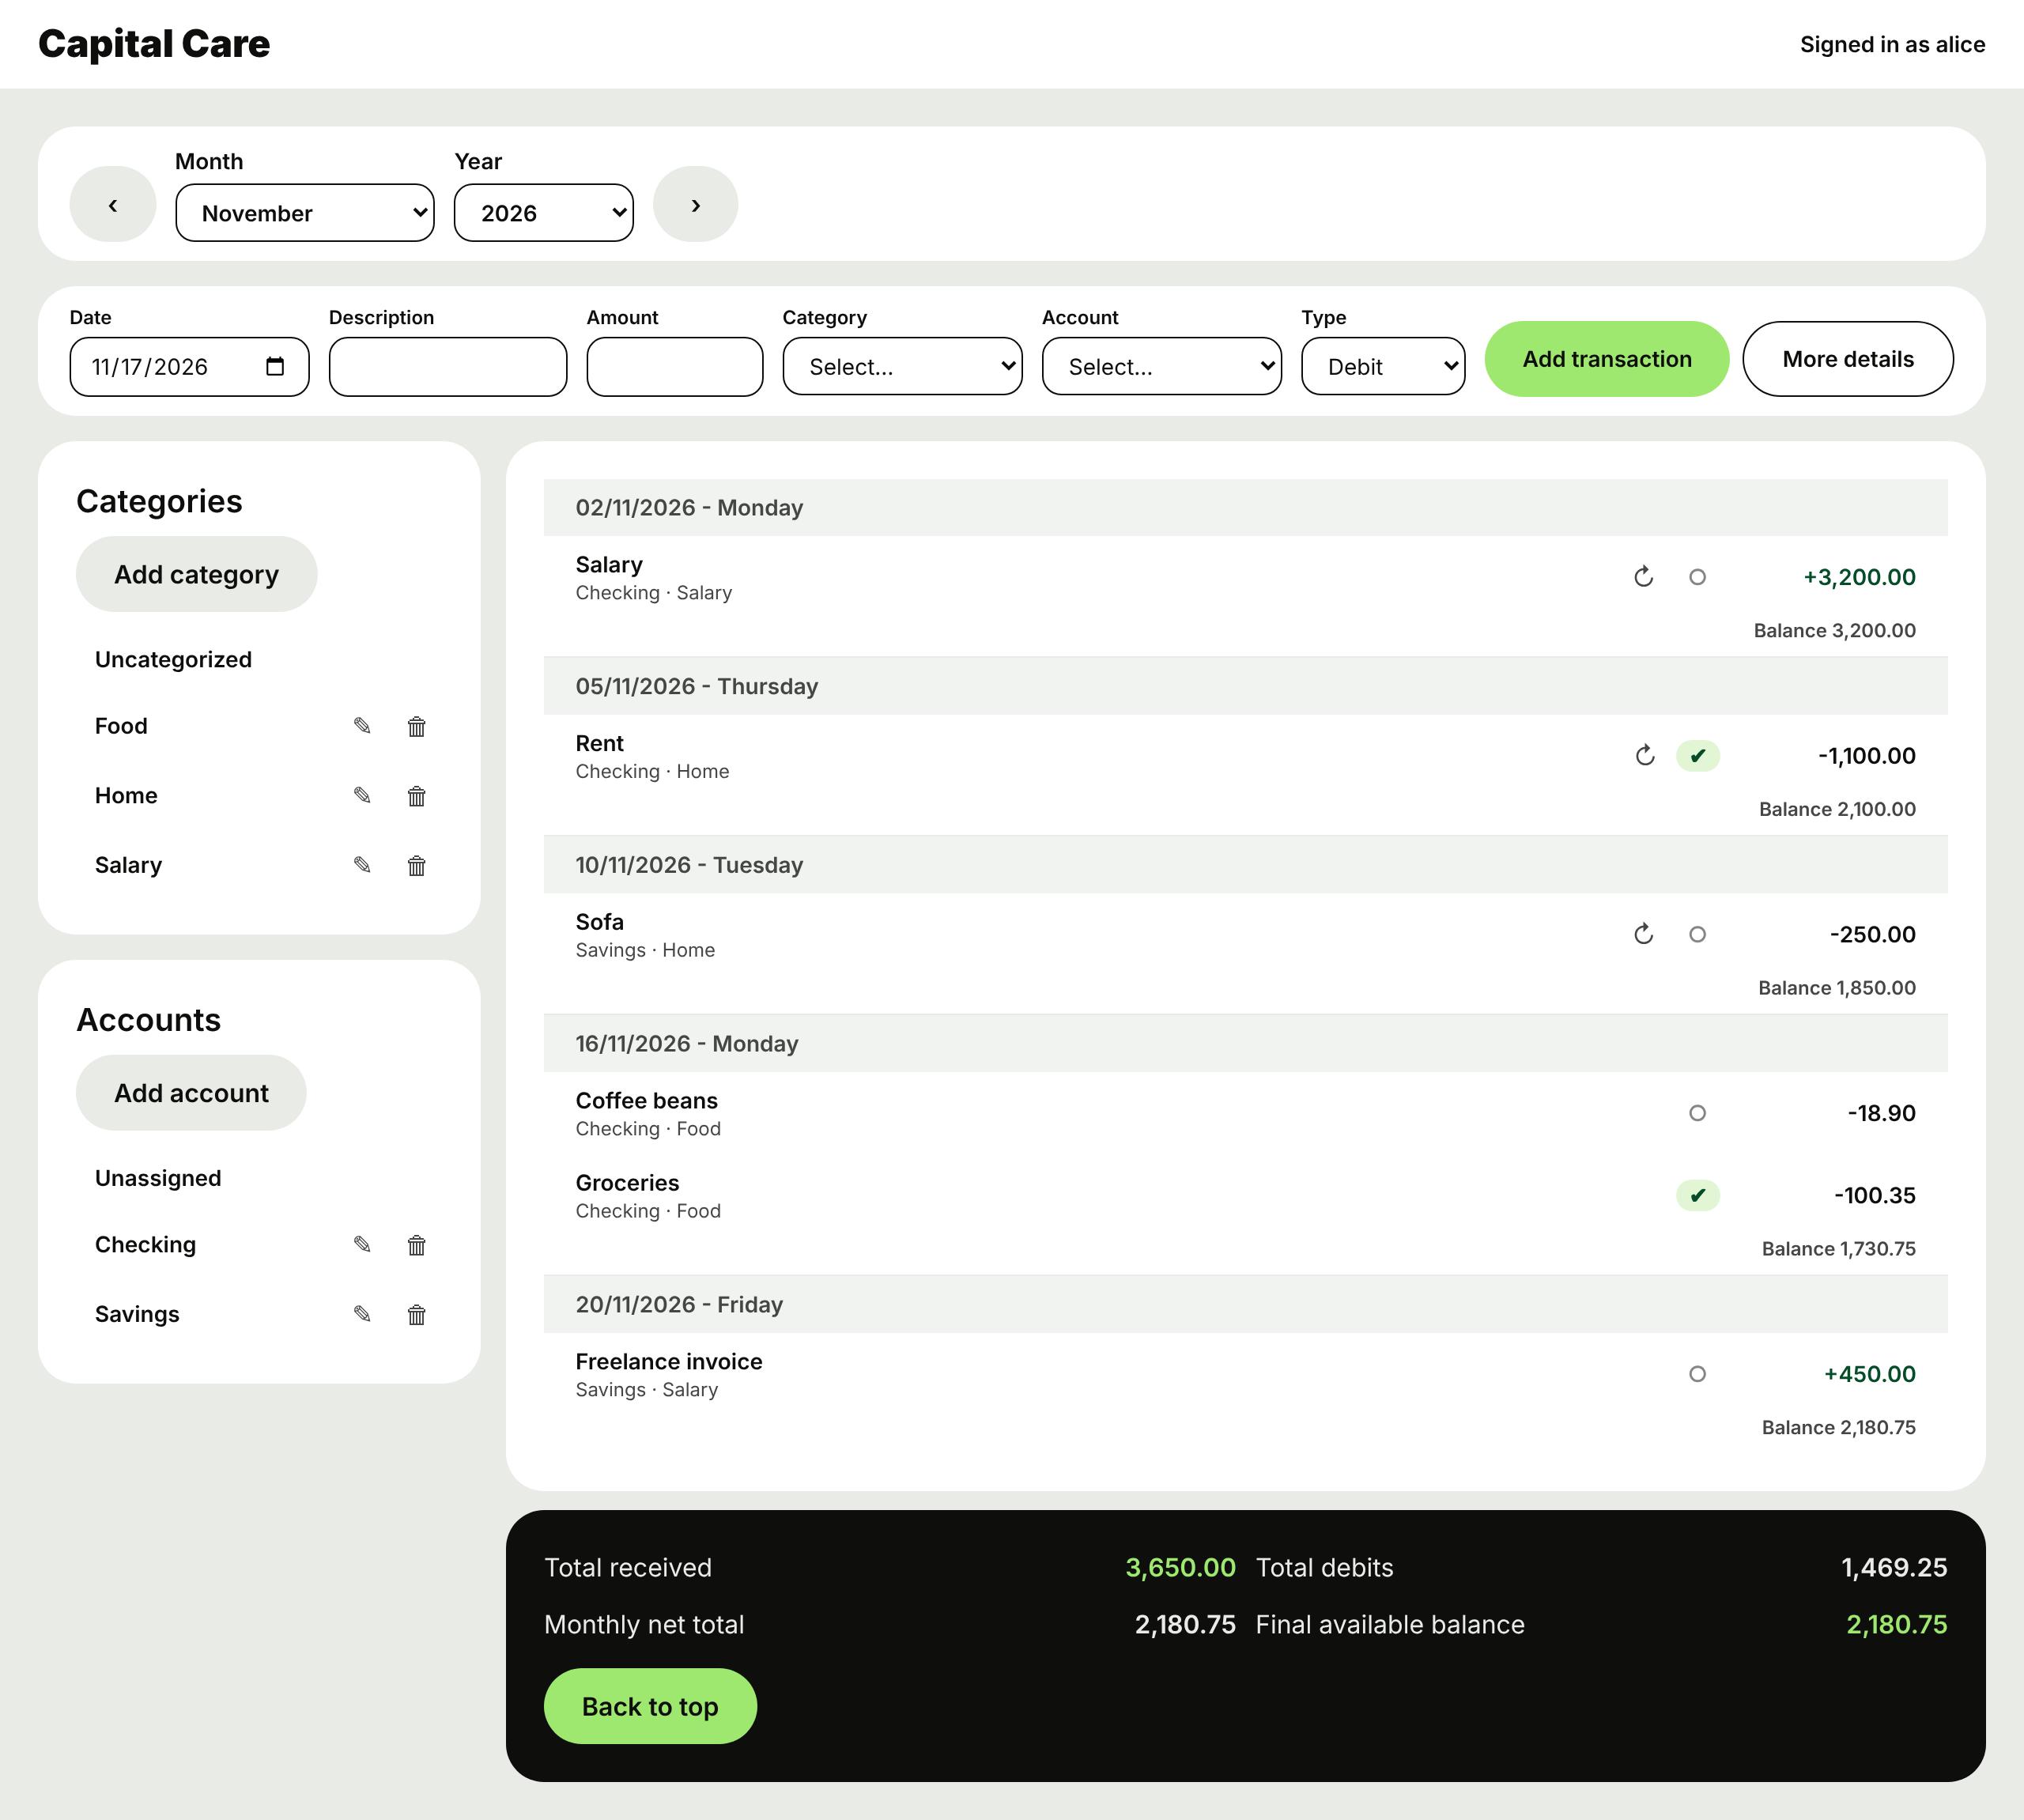 Capital Care
Signed in as alice
‹
Month
November
Year
2026
›
Date
11/17/2026
Description
Amount
Category
Select...
Account
Select...
Type
Debit
Add transaction
More details
Categories
Add category
Uncategorized
Food
Home
Salary
Accounts
Add account
Unassigned
Checking
Savings
02/11/2026 - Monday
Salary
Checking · Salary
+3,200.00
Balance 3,200.00
05/11/2026 - Thursday
Rent
Checking · Home
-1,100.00
Balance 2,100.00
10/11/2026 - Tuesday
Sofa
Savings · Home
-250.00
Balance 1,850.00
16/11/2026 - Monday
Coffee beans
Checking · Food
-18.90
Groceries
Checking · Food
-100.35
Balance 1,730.75
20/11/2026 - Friday
Freelance invoice
Savings · Salary
+450.00
Balance 2,180.75
Total received 3,650.00
Total debits 1,469.25
Monthly net total 2,180.75
Final available balance 2,180.75
Back to top